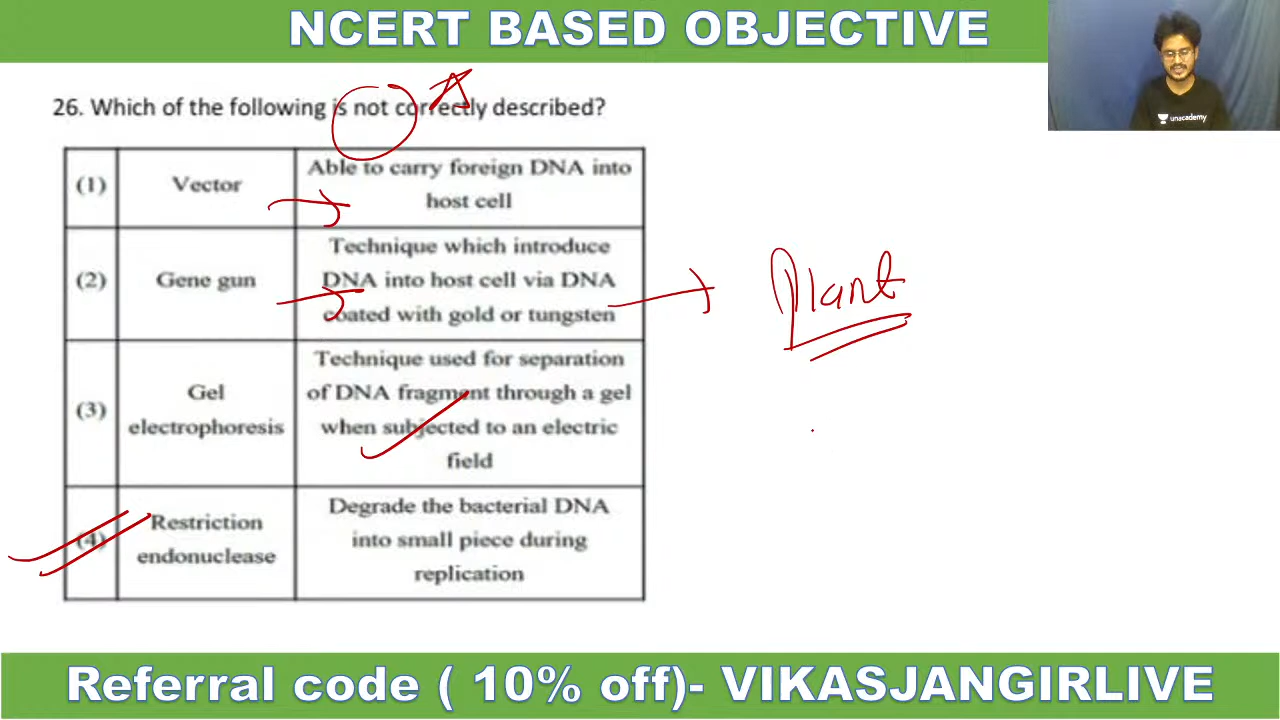 NCERT BASED OBJECTIVE
unacademy
26. Which of the following is not correctly described?
(1) Vector Able to carry foreign DNA into
host cell
Technique which introduce
(2) Gene gun DNA into host cell via DNA
coated with gold or tungsten
Plant
Technique used for separation
(3) Gel of DNA fragment through a gel
electrophoresis when subjected to an electric
field
(4) Restriction Degrade the bacterial DNA
endonuclease into small piece during
replication
Referral code ( 10% off)- VIKASJANGIRLIVE